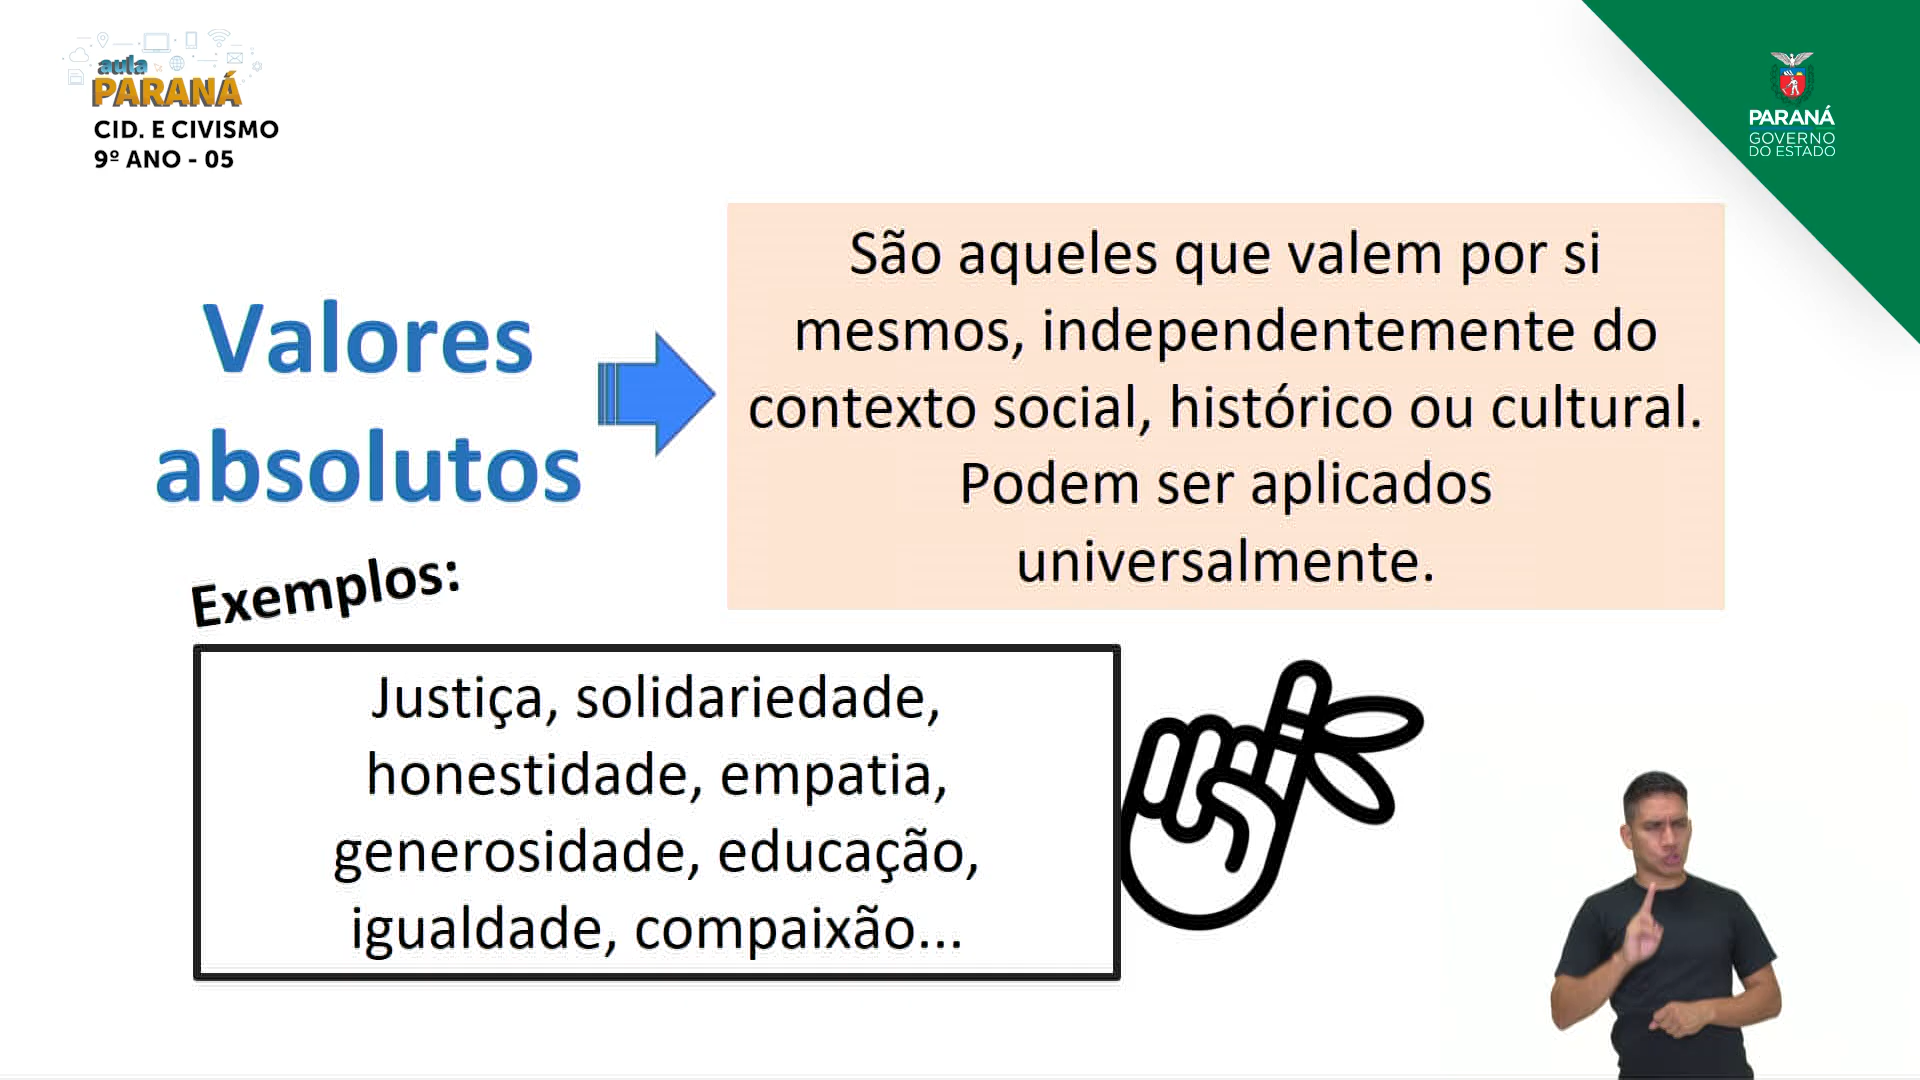 aula
PARANÁ
CID. E CIVISMO
9º ANO - 05
PARANÁ
GOVERNO
DO ESTADO
São aqueles que valem por si
mesmos, independentemente do
contexto social, histórico ou cultural.
Podem ser aplicados
universalmente.
Valores
absolutos
Exemplos:
Justiça, solidariedade,
honestidade, empatia,
generosidade, educação,
igualdade, compaixão...